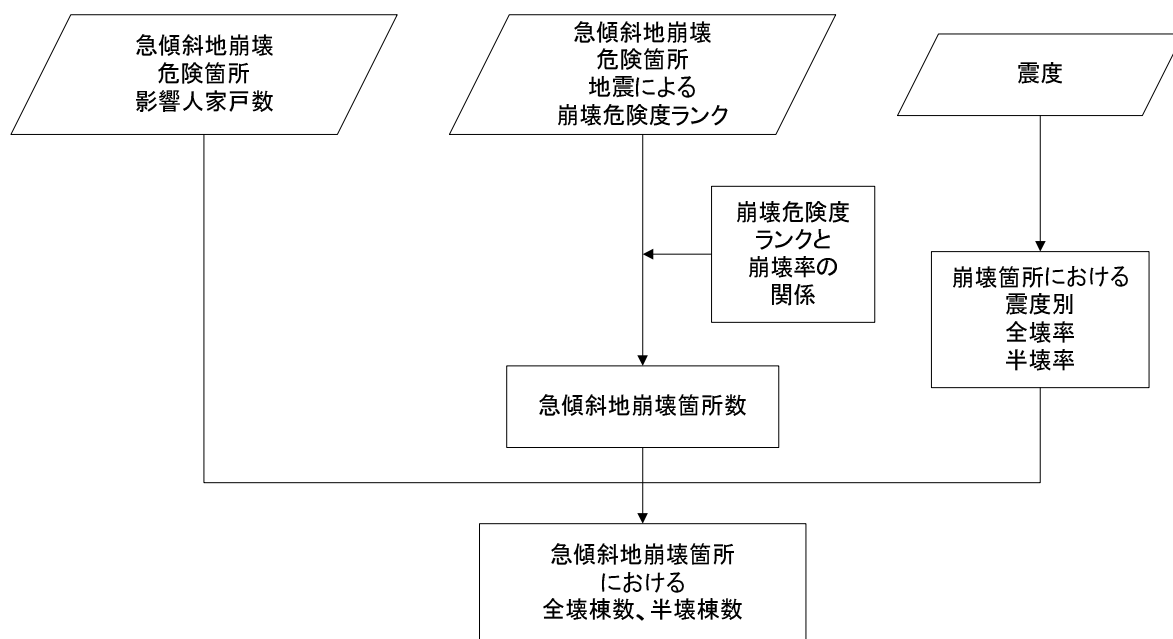 急傾斜地崩壊
危険箇所
影響人家戸数
急傾斜地崩壊
危険箇所
地震による
崩壊危険度ランク
震度
崩壊危険度
ランクと
崩壊率の
関係
崩壊箇所における
震度別
全壊率
半壊率
急傾斜地崩壊箇所数
急傾斜地崩壊箇所
における
全壊棟数、半壊棟数